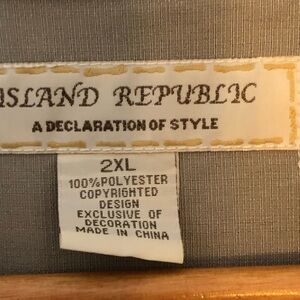 ISLAND REPUBLIC
A DECLARATION OF STYLE
2XL
100%POLYESTER
COPYRIGHTED
DESIGN
EXCLUSIVE OF
DECORATION
MADE IN CHINA